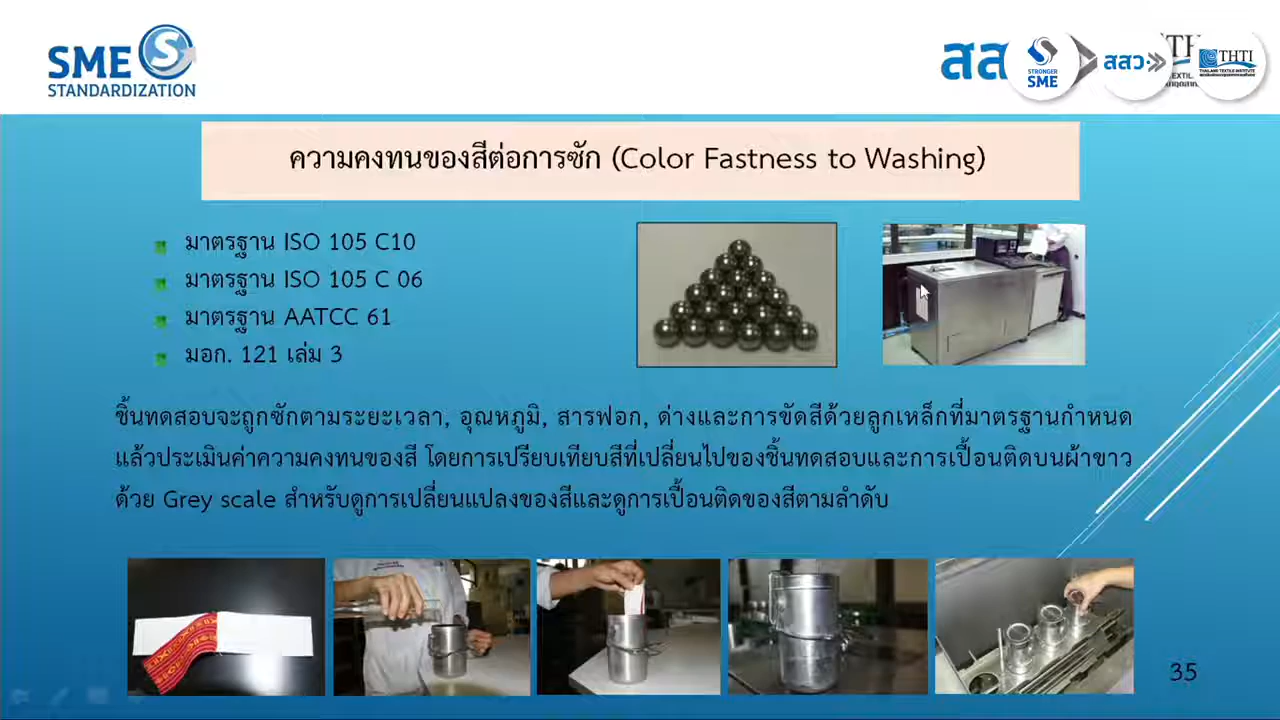 SME
STANDARDIZATION
สส
STRONGER
SME
สสว
THTI
THAILAND TEXTILE INSTITUTE
ความคงทนของสีต่อการซัก (Color Fastness to Washing)
มาตรฐาน ISO 105 C10
มาตรฐาน ISO 105 C 06
มาตรฐาน AATCC 61
มอก. 121 เล่ม 3
ชิ้นทดสอบจะถูกซักตามระยะเวลา, อุณหภูมิ, สารฟอก, ด่างและการขัดสีด้วยลูกเหล็กที่มาตรฐานกำหนด
แล้วประเมินค่าความคงทนของสี โดยการเปรียบเทียบสีที่เปลี่ยนไปของชิ้นทดสอบและการเปื้อนติดบนผ้าขาว
ด้วย Grey scale สำหรับดูการเปลี่ยนแปลงของสีและดูการเปื้อนติดของสีตามลำดับ
35